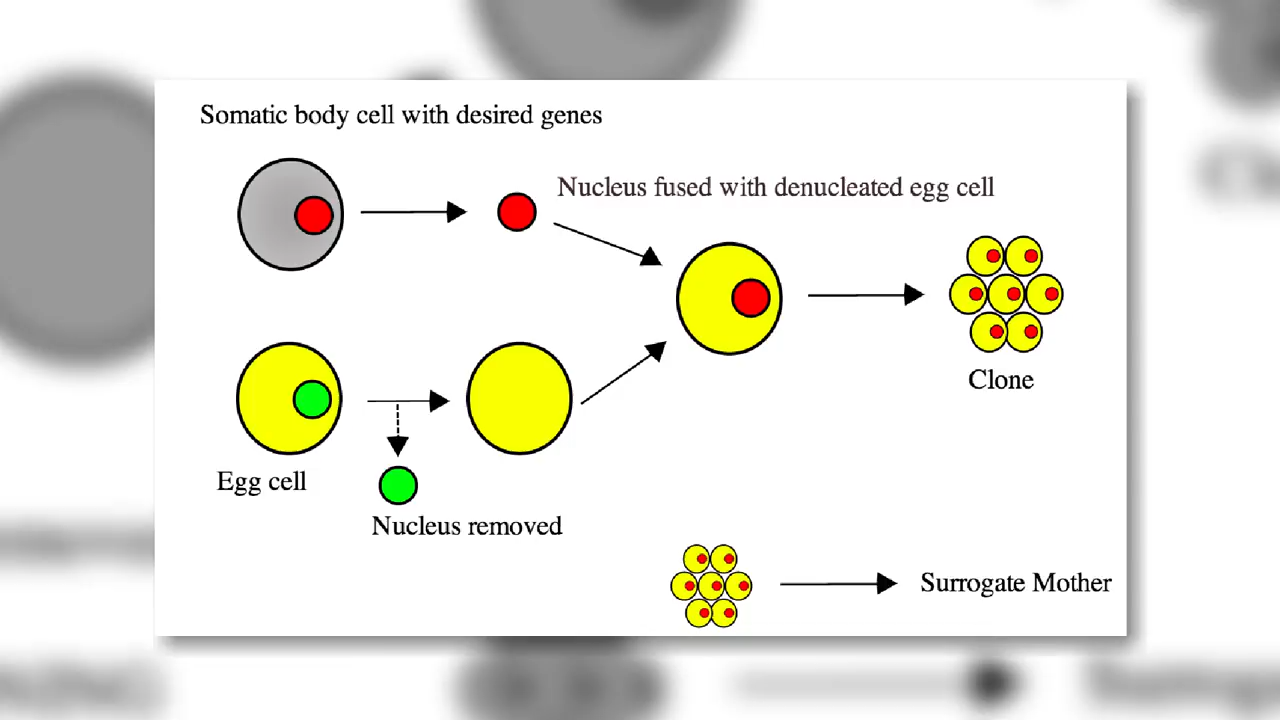 Somatic body cell with desired genes
Nucleus fused with denucleated egg cell
Clone
Egg cell
Nucleus removed
Surrogate Mother